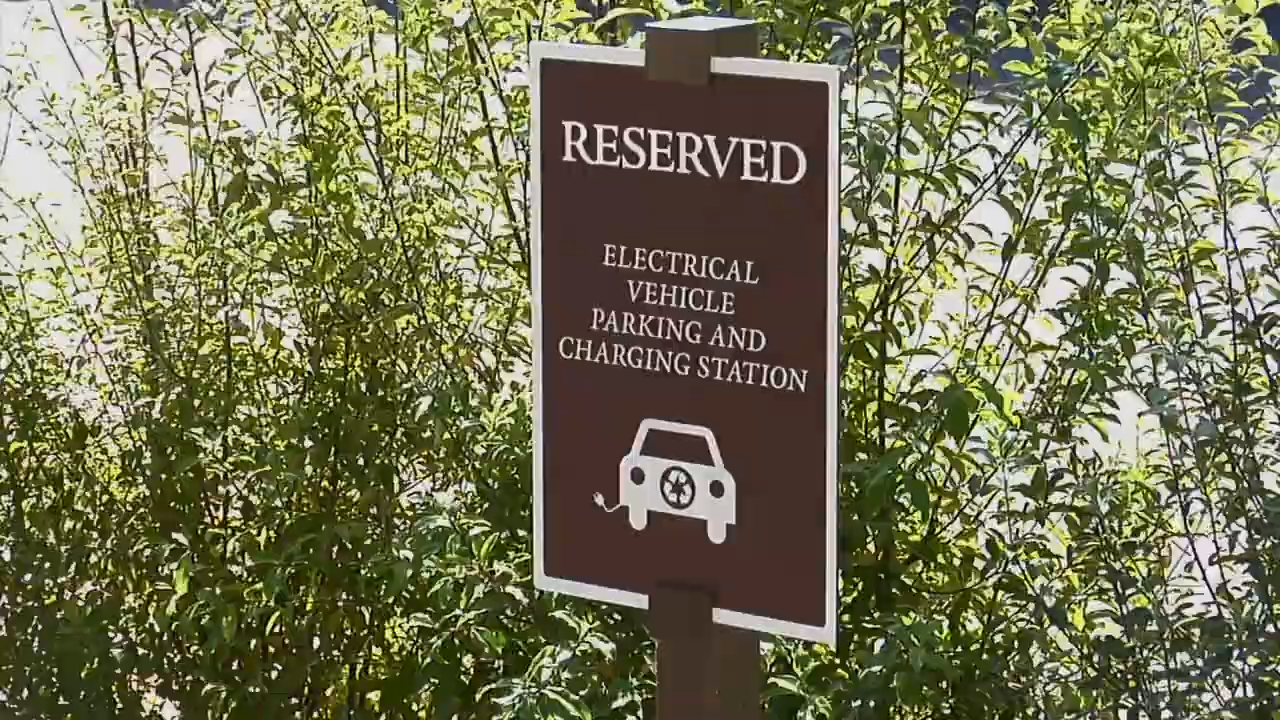 RESERVED
ELECTRICAL
VEHICLE
PARKING AND
CHARGING STATION